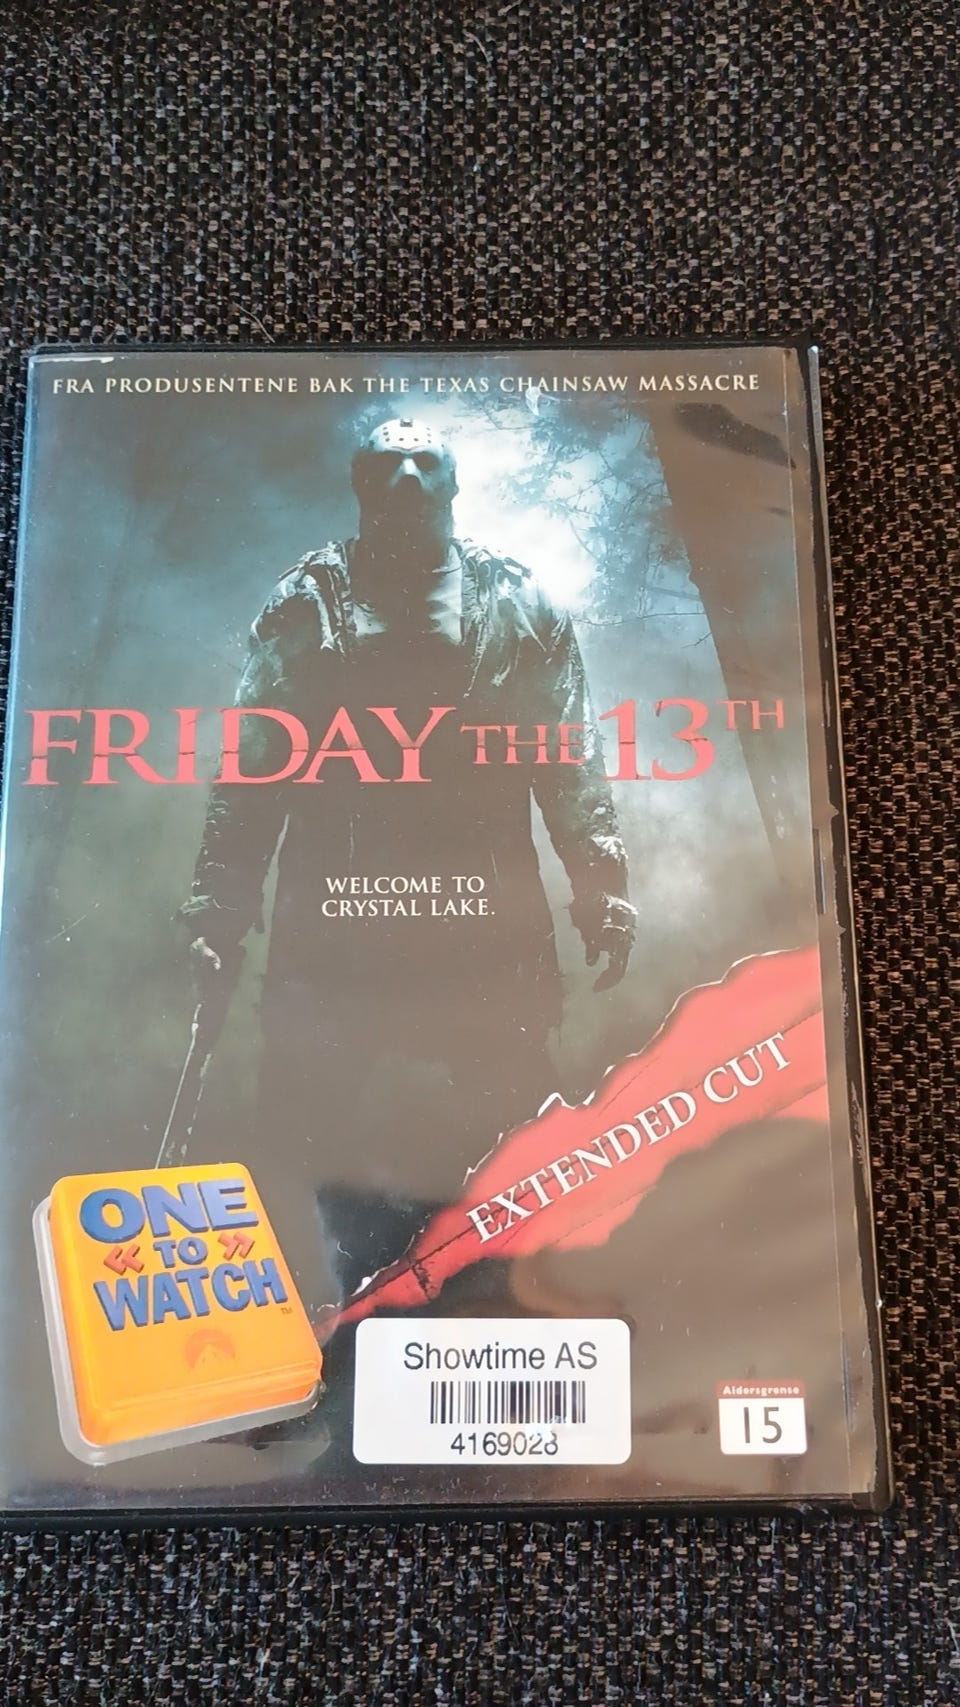 FRA PRODUSENTENE BAK THE TEXAS CHAINSAW MASSACRE
FRIDAY THE 13TH
WELCOME TO
CRYSTAL LAKE.
EXTENDED CUT
ONE
« TO »
WATCH™
Showtime AS
4169028
Aldersgrense
15